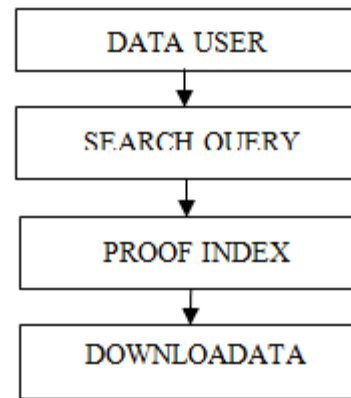 DATA USER
SEARCH QUERY
PROOF INDEX
DOWNLOADATA